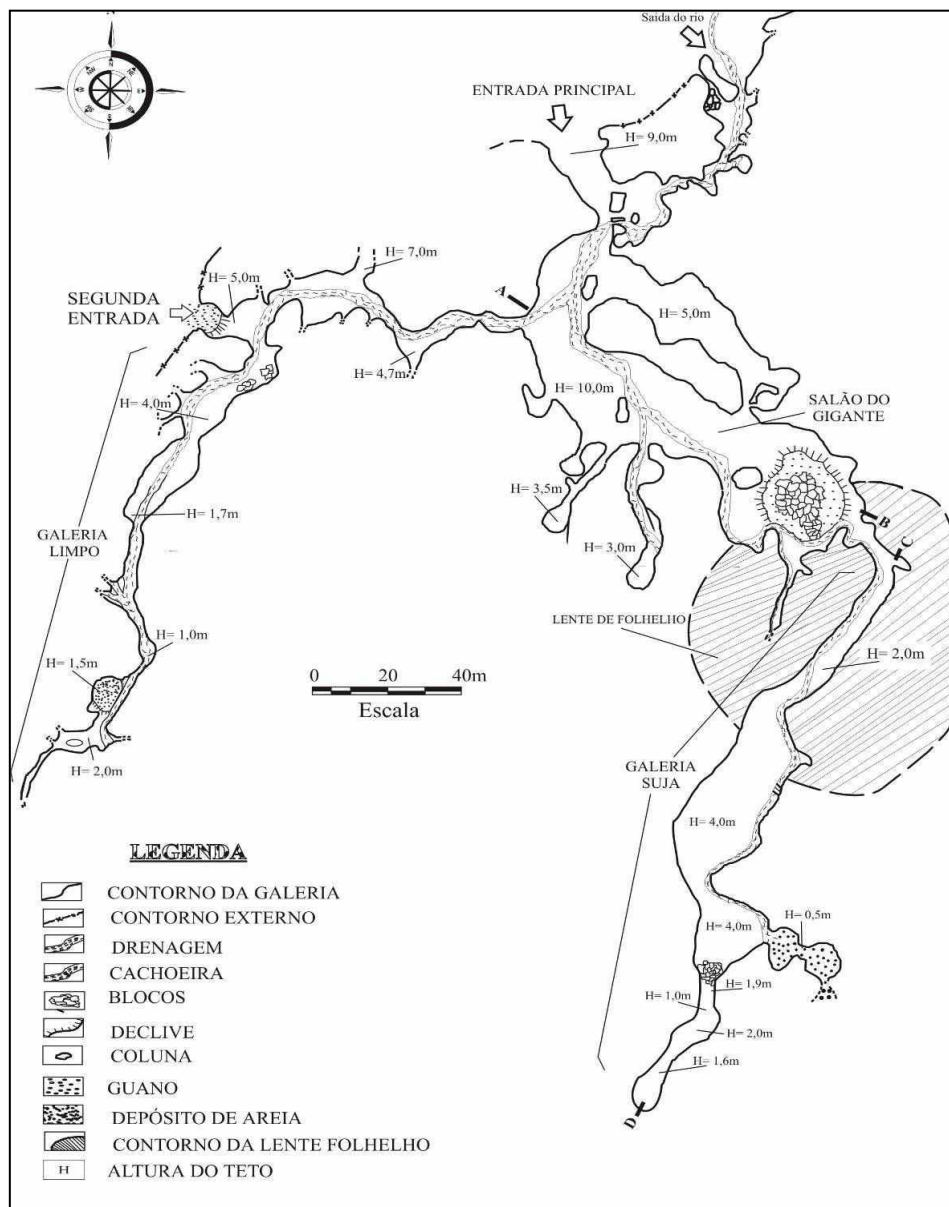 N
Saída do rio
ENTRADA PRINCIPAL
H= 9,0m
H= 7,0m
H= 5,0m
SEGUNDA
ENTRADA
A
H= 5,0m
H= 4,7m
H= 10,0m
H= 4,0m
SALÃO DO
GIGANTE
H= 3,5m
H= 1,7m
B
GALERIA
LIMPO
C
H= 3,0m
LENTE DE FOLHELHO
H= 1,0m
H= 2,0m
H= 1,5m
0 20 40m
Escala
H= 2,0m
GALERIA
SUJA
H= 4,0m
H= 0,5m
H= 4,0m
H= 1,9m
H= 1,0m
H= 2,0m
H= 1,6m
D
LEGENDA
CONTORNO DA GALERIA
CONTORNO EXTERNO
DRENAGEM
CACHOEIRA
BLOCOS
DECLIVE
COLUNA
GUANO
DEPÓSITO DE AREIA
CONTORNO DA LENTE FOLHELHO
H ALTURA DO TETO